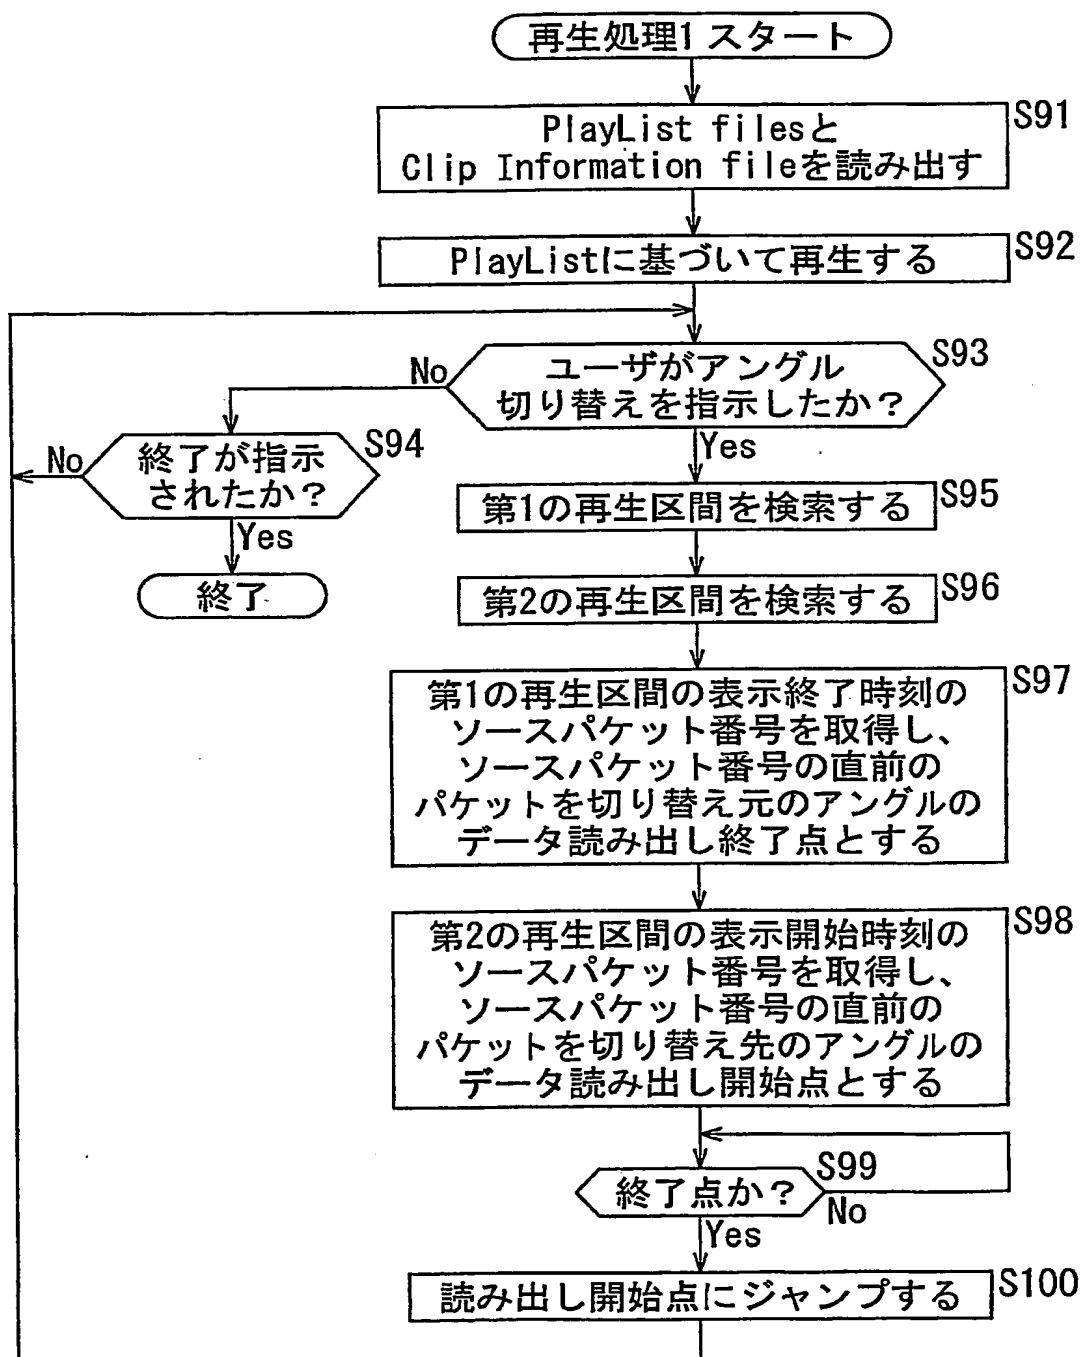 再生処理1 スタート
S91
PlayList filesと
Clip Information fileを読み出す
S92
PlayListに基づいて再生する
S93
ユーザがアングル
切り替えを指示したか？
No
Yes
S94
終了が指示
されたか？
No
Yes
終了
S95
第1の再生区間を検索する
S96
第2の再生区間を検索する
S97
第1の再生区間の表示終了時刻の
ソースパケット番号を取得し、
ソースパケット番号の直前の
パケットを切り替え元のアングルの
データ読み出し終了点とする
S98
第2の再生区間の表示開始時刻の
ソースパケット番号を取得し、
ソースパケット番号の直前の
パケットを切り替え先のアングルの
データ読み出し開始点とする
S99
終了点か？
No
Yes
S100
読み出し開始点にジャンプする